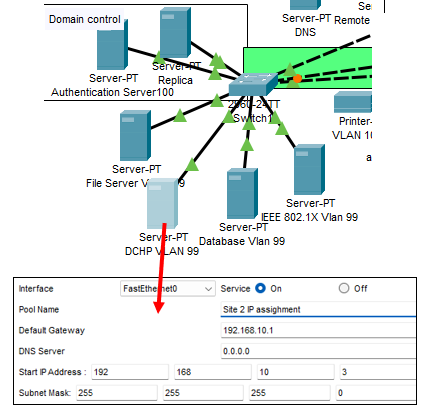 Domain control
Server-PT
DNS
Se
Remote
Server-PT
Replica
Server-PT
Authentication Server100
2960-24TT
Switch1
Printer-
VLAN 10
a
Server-PT
File Server V 9
Server-PT
IEEE 802.1X Vlan 99
Server-PT
Database Vlan 99
Server-PT
DCHP VLAN 99
Interface FastEthernet0 Service On Off
Pool Name Site 2 IP assighment
Default Gateway 192.168.10.1
DNS Server 0.0.0.0
Start IP Address : 192 168 10 3
Subnet Mask: 255 255 255 0